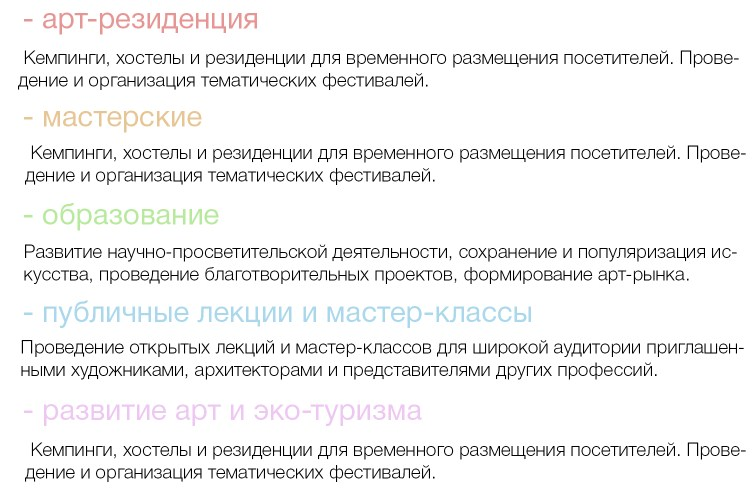 - арт-резиденция
Кемпинги, хостелы и резиденции для временного размещения посетителей. Прове-
дение и организация тематических фестивалей.
- мастерские
Кемпинги, хостелы и резиденции для временного размещения посетителей. Прове-
дение и организация тематических фестивалей.
- образование
Развитие научно-просветительской деятельности, сохранение и популяризация ис-
кусства, проведение благотворительных проектов, формирование арт-рынка.
- публичные лекции и мастер-классы
Проведение открытых лекций и мастер-классов для широкой аудитории приглашен-
ными художниками, архитекторами и представителями других профессий.
- развитие арт и эко-туризма
Кемпинги, хостелы и резиденции для временного размещения посетителей. Прове-
дение и организация тематических фестивалей.